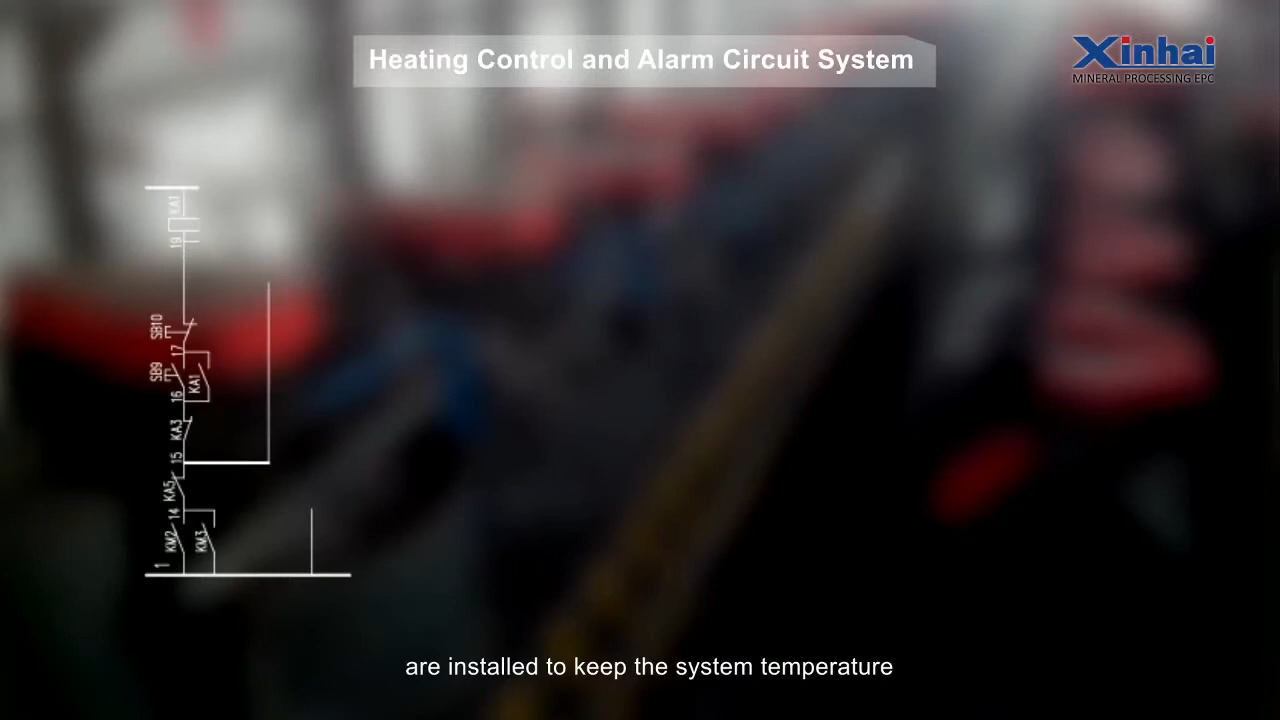 Heating Control and Alarm Circuit System
Xinhai
MINERAL PROCESSING EPC
KA1
19
SB10
17
SB9
KA1
16
KA3
15
KA5
14
KM2
KM3
1
are installed to keep the system temperature